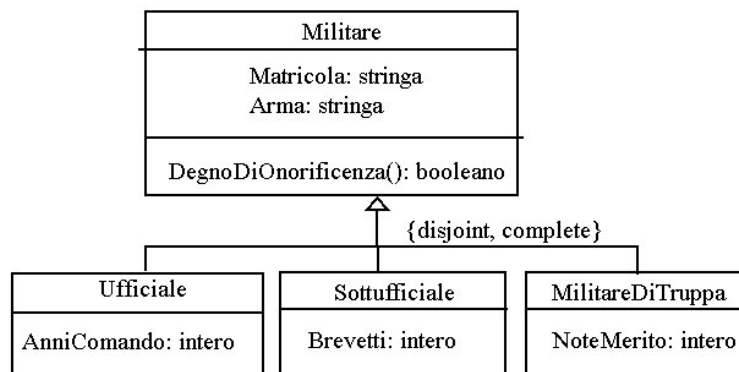 Militare
Matricola: stringa
Arma: stringa
DegnoDiOnorificenza(): booleano
{disjoint, complete}
Ufficiale
AnniComando: intero
Sottufficiale
Brevetti: intero
MilitareDiTruppa
NoteMerito: intero